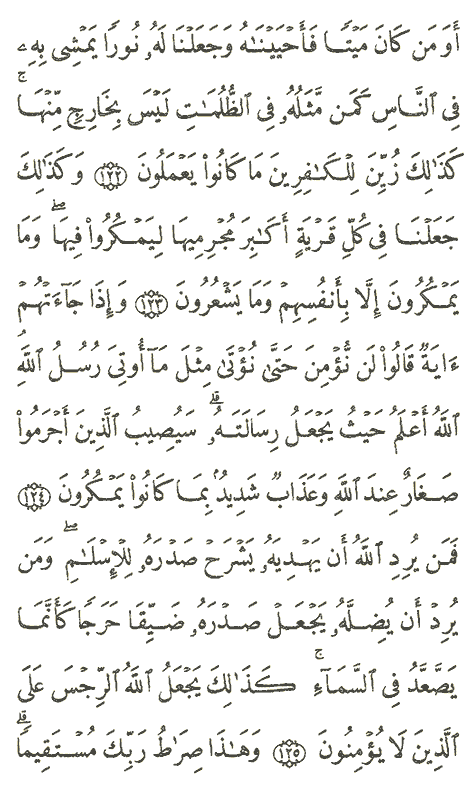 أَوَمَن كَانَ مَيْتًا فَأَحْيَيْنَٰهُ وَجَعَلْنَا لَهُۥ نُورًا يَمْشِى بِهِۦ
فِى ٱلنَّاسِ كَمَن مَّثَلُهُۥ فِى ٱلظُّلُمَٰتِ لَيْسَ بِخَارِجٍ مِّنْهَا ۚ
كَذَٰلِكَ زُيِّنَ لِلْكَٰفِرِينَ مَا كَانُوا۟ يَعْمَلُونَ ١٢٢ وَكَذَٰلِكَ
جَعَلْنَا فِى كُلِّ قَرْيَةٍ أَكَٰبِرَ مُجْرِمِيهَا لِيَمْكُرُوا۟ فِيهَا ۖ وَمَا
يَمْكُرُونَ إِلَّا بِأَنفُسِهِمْ وَمَا يَشْعُرُونَ ١٢٣ وَإِذَا جَآءَتْهُمْ
ءَايَةٌ قَالُوا۟ لَن نُّؤْمِنَ حَتَّىٰ نُؤْتَىٰ مِثْلَ مَآ أُوتِىَ رُسُلُ ٱللَّهِ ۘ
ٱللَّهُ أَعْلَمُ حَيْثُ يَجْعَلُ رِسَالَتَهُۥ ۗ سَيُصِيبُ ٱلَّذِينَ أَجْرَمُوا۟
صَغَارٌ عِندَ ٱللَّهِ وَعَذَابٌ شَدِيدٌۢ بِمَا كَانُوا۟ يَمْكُرُونَ ١٢٤
فَمَن يُرِدِ ٱللَّهُ أَن يَهْدِيَهُۥ يَشْرَحْ صَدْرَهُۥ لِلْإِسْلَٰمِ ۖ وَمَن
يُرِدْ أَن يُضِلَّهُۥ يَجْعَلْ صَدْرَهُۥ ضَيِّقًا حَرَجًا كَأَنَّمَا
يَصَّعَّدُ فِى ٱلسَّمَآءِ ۚ كَذَٰلِكَ يَجْعَلُ ٱللَّهُ ٱلرِّجْسَ عَلَى
ٱلَّذِينَ لَا يُؤْمِنُونَ ١٢٥ وَهَٰذَا صِرَٰطُ رَبِّكَ مُسْتَقِيمًا ۗ